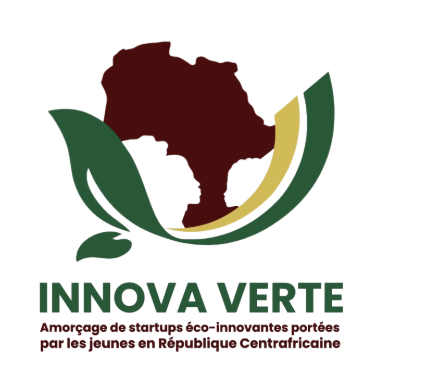 INNOVA VERTE
Amorçage de startups éco-innovantes portées
par les jeunes en République Centrafricaine